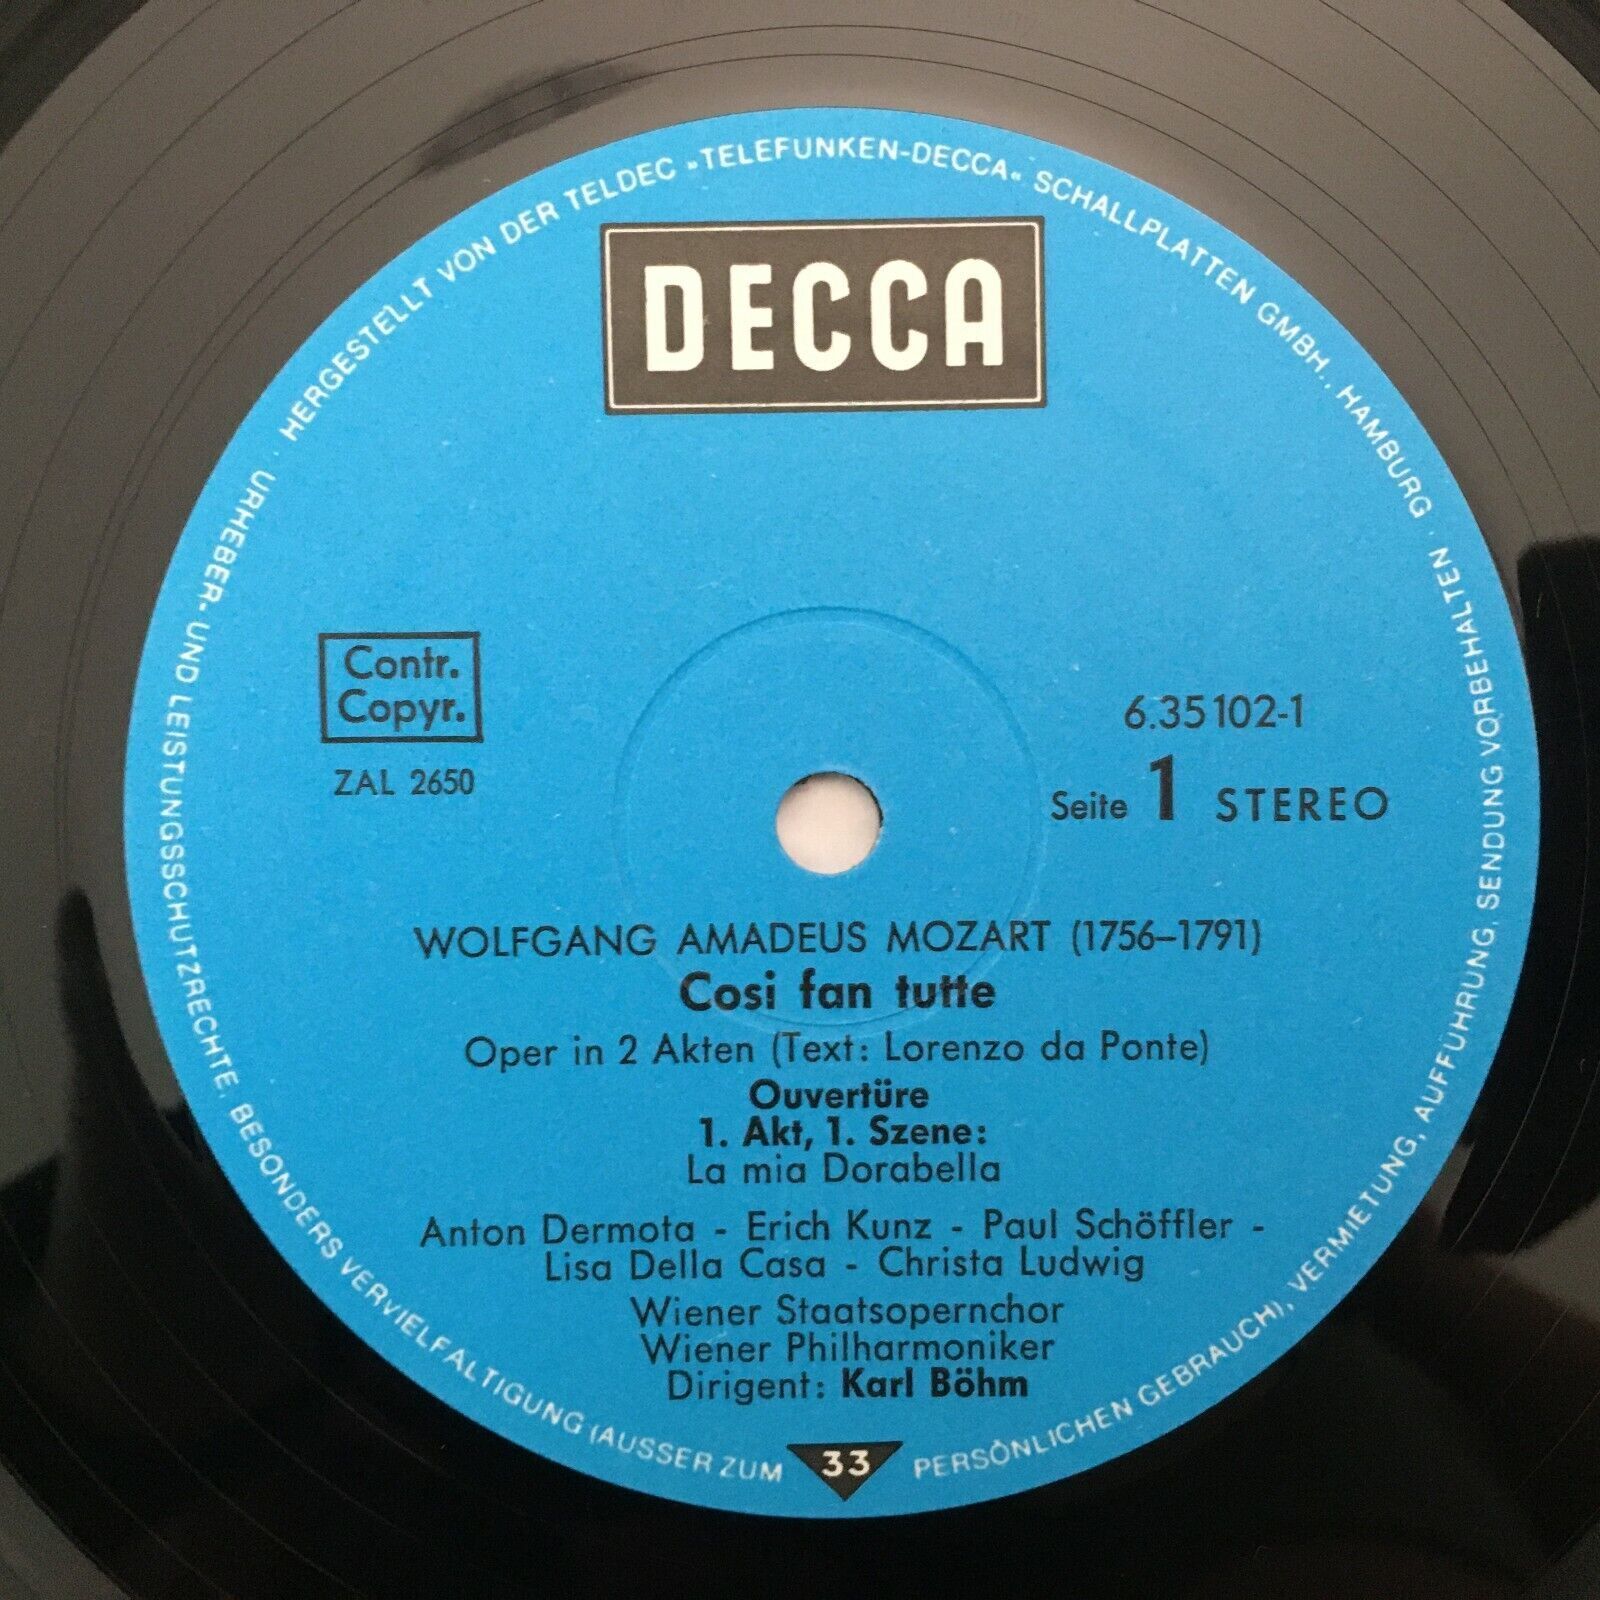 HERGESTELLT VON DER TELDEC »TELEFUNKEN-DECCA« SCHALLPLATTEN GMBH., HAMBURG · URHEBER- UND LEISTUNGSSCHUTZRECHTE, BESONDERS VERVIELFÄLTIGUNG (AUSSER ZUM PERSÖNLICHEN GEBRAUCH), VERMIETUNG, AUFFÜHRUNG, SENDUNG VORBEHALTEN ·
DECCA
Contr.
Copyr.
ZAL 2650
6.35102-1
Seite 1 STEREO
WOLFGANG AMADEUS MOZART (1756–1791)
Cosi fan tutte
Oper in 2 Akten (Text: Lorenzo da Ponte)
Ouvertüre
1. Akt, 1. Szene:
La mia Dorabella
Anton Dermota - Erich Kunz - Paul Schöffler -
Lisa Della Casa - Christa Ludwig
Wiener Staatsopernchor
Wiener Philharmoniker
Dirigent: Karl Böhm
33